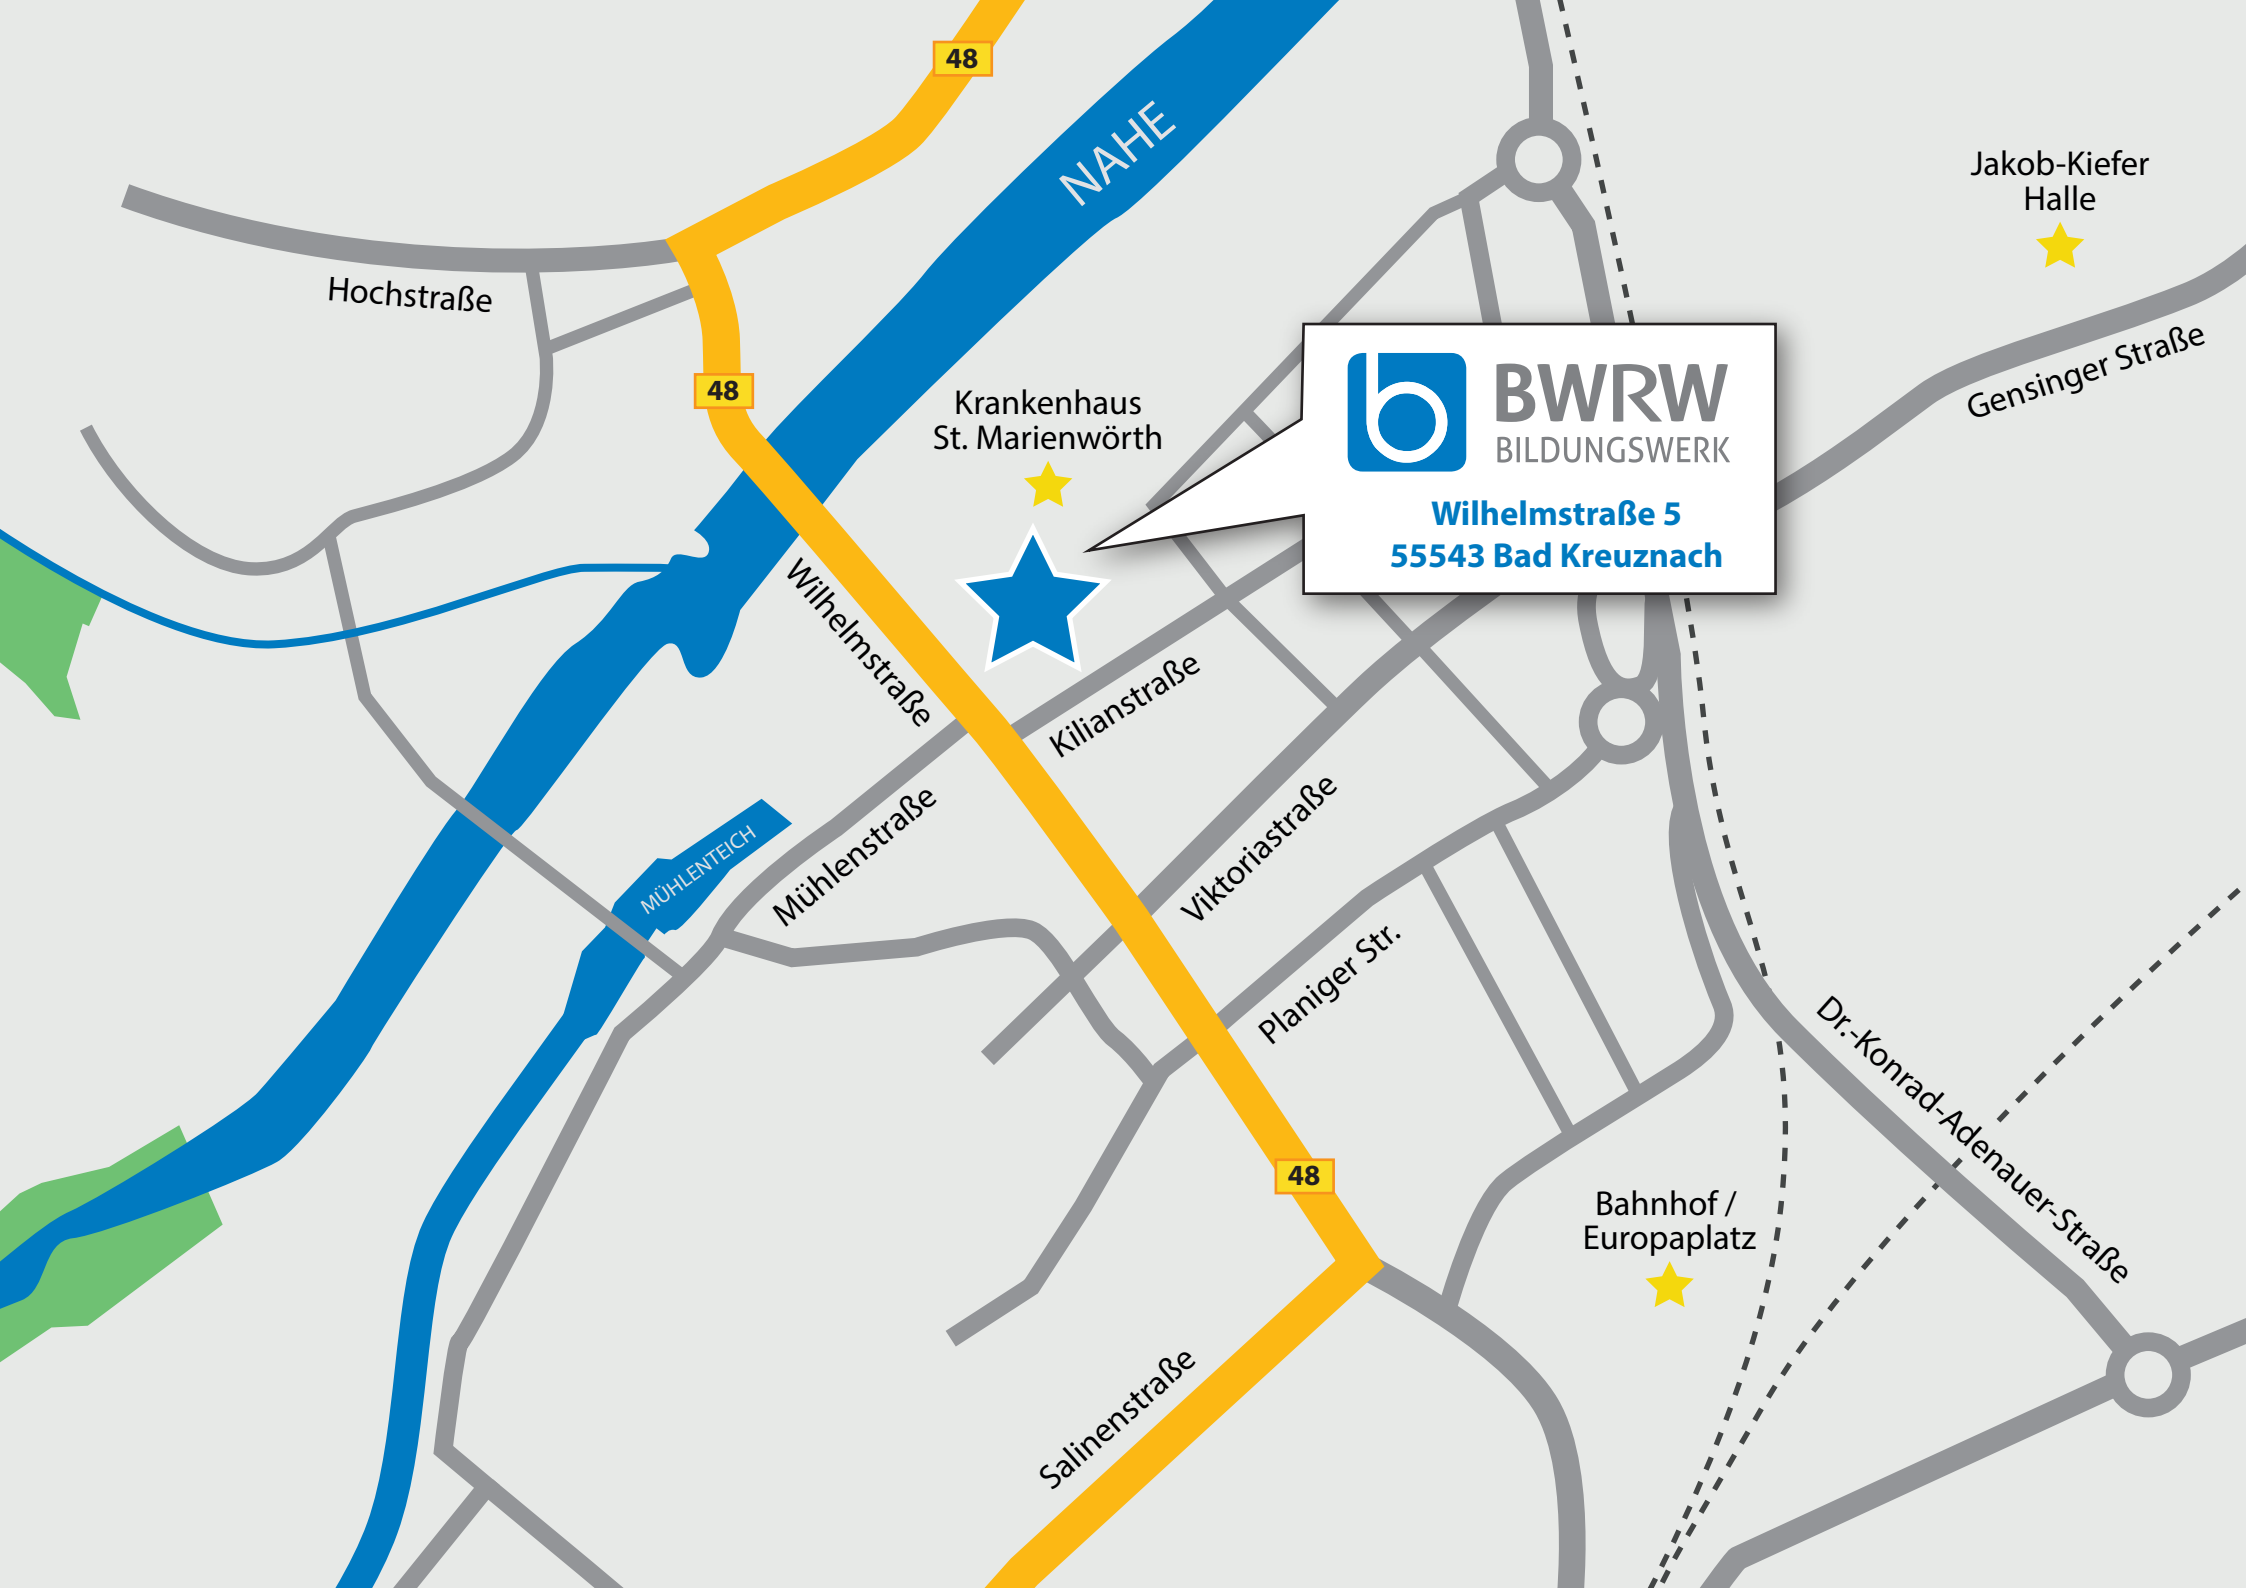 48
NAHE
Jakob-Kiefer
Halle
Hochstraße
Gensinger Straße
48
Krankenhaus
St. Marienwörth
BWRW
BILDUNGSWERK
Wilhelmstraße 5
55543 Bad Kreuznach
Wilhelmstraße
Kilianstraße
MÜHLENTEICH
Mühlenstraße
Viktoriastraße
Planiger Str.
Dr.-Konrad-Adenauer-Straße
48
Bahnhof /
Europaplatz
Salinenstraße